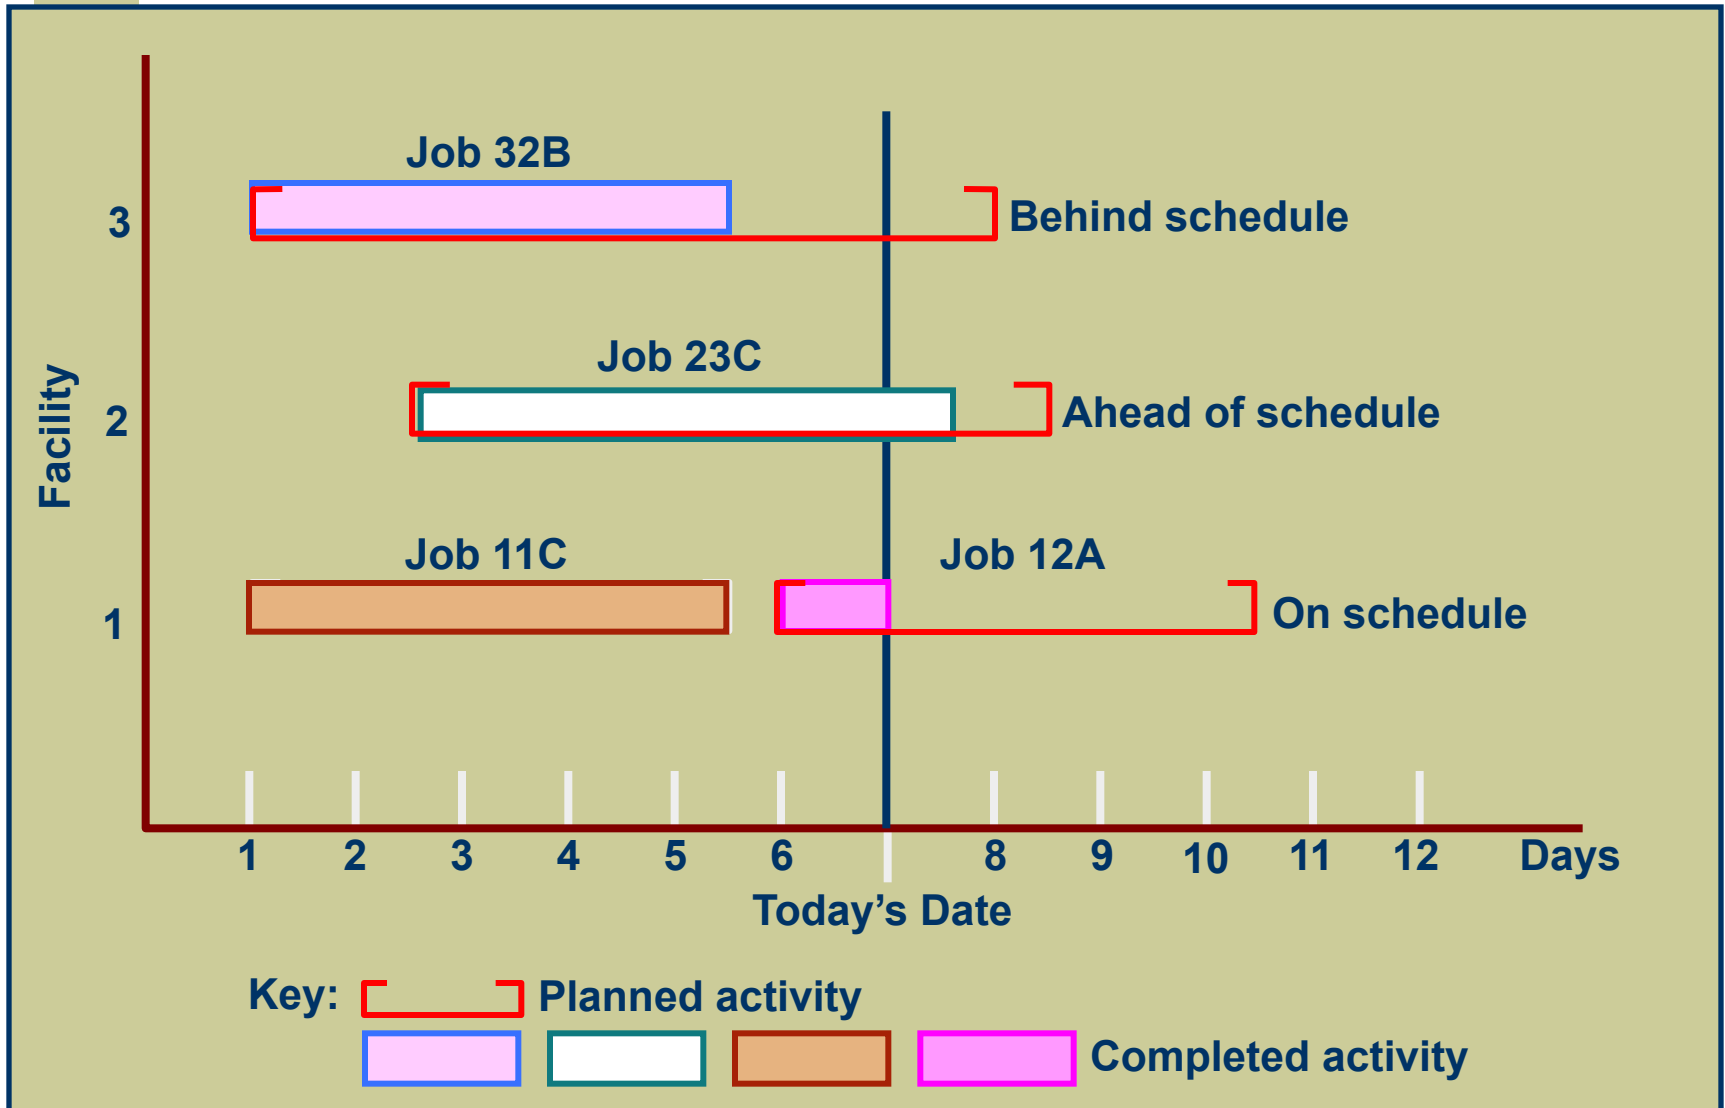 Job 32B
3
Behind schedule
Job 23C
Facility
2
Ahead of schedule
Job 11C
Job 12A
1
On schedule
1 2 3 4 5 6 8 9 10 11 12 Days
Today’s Date
Key: Planned activity
Completed activity